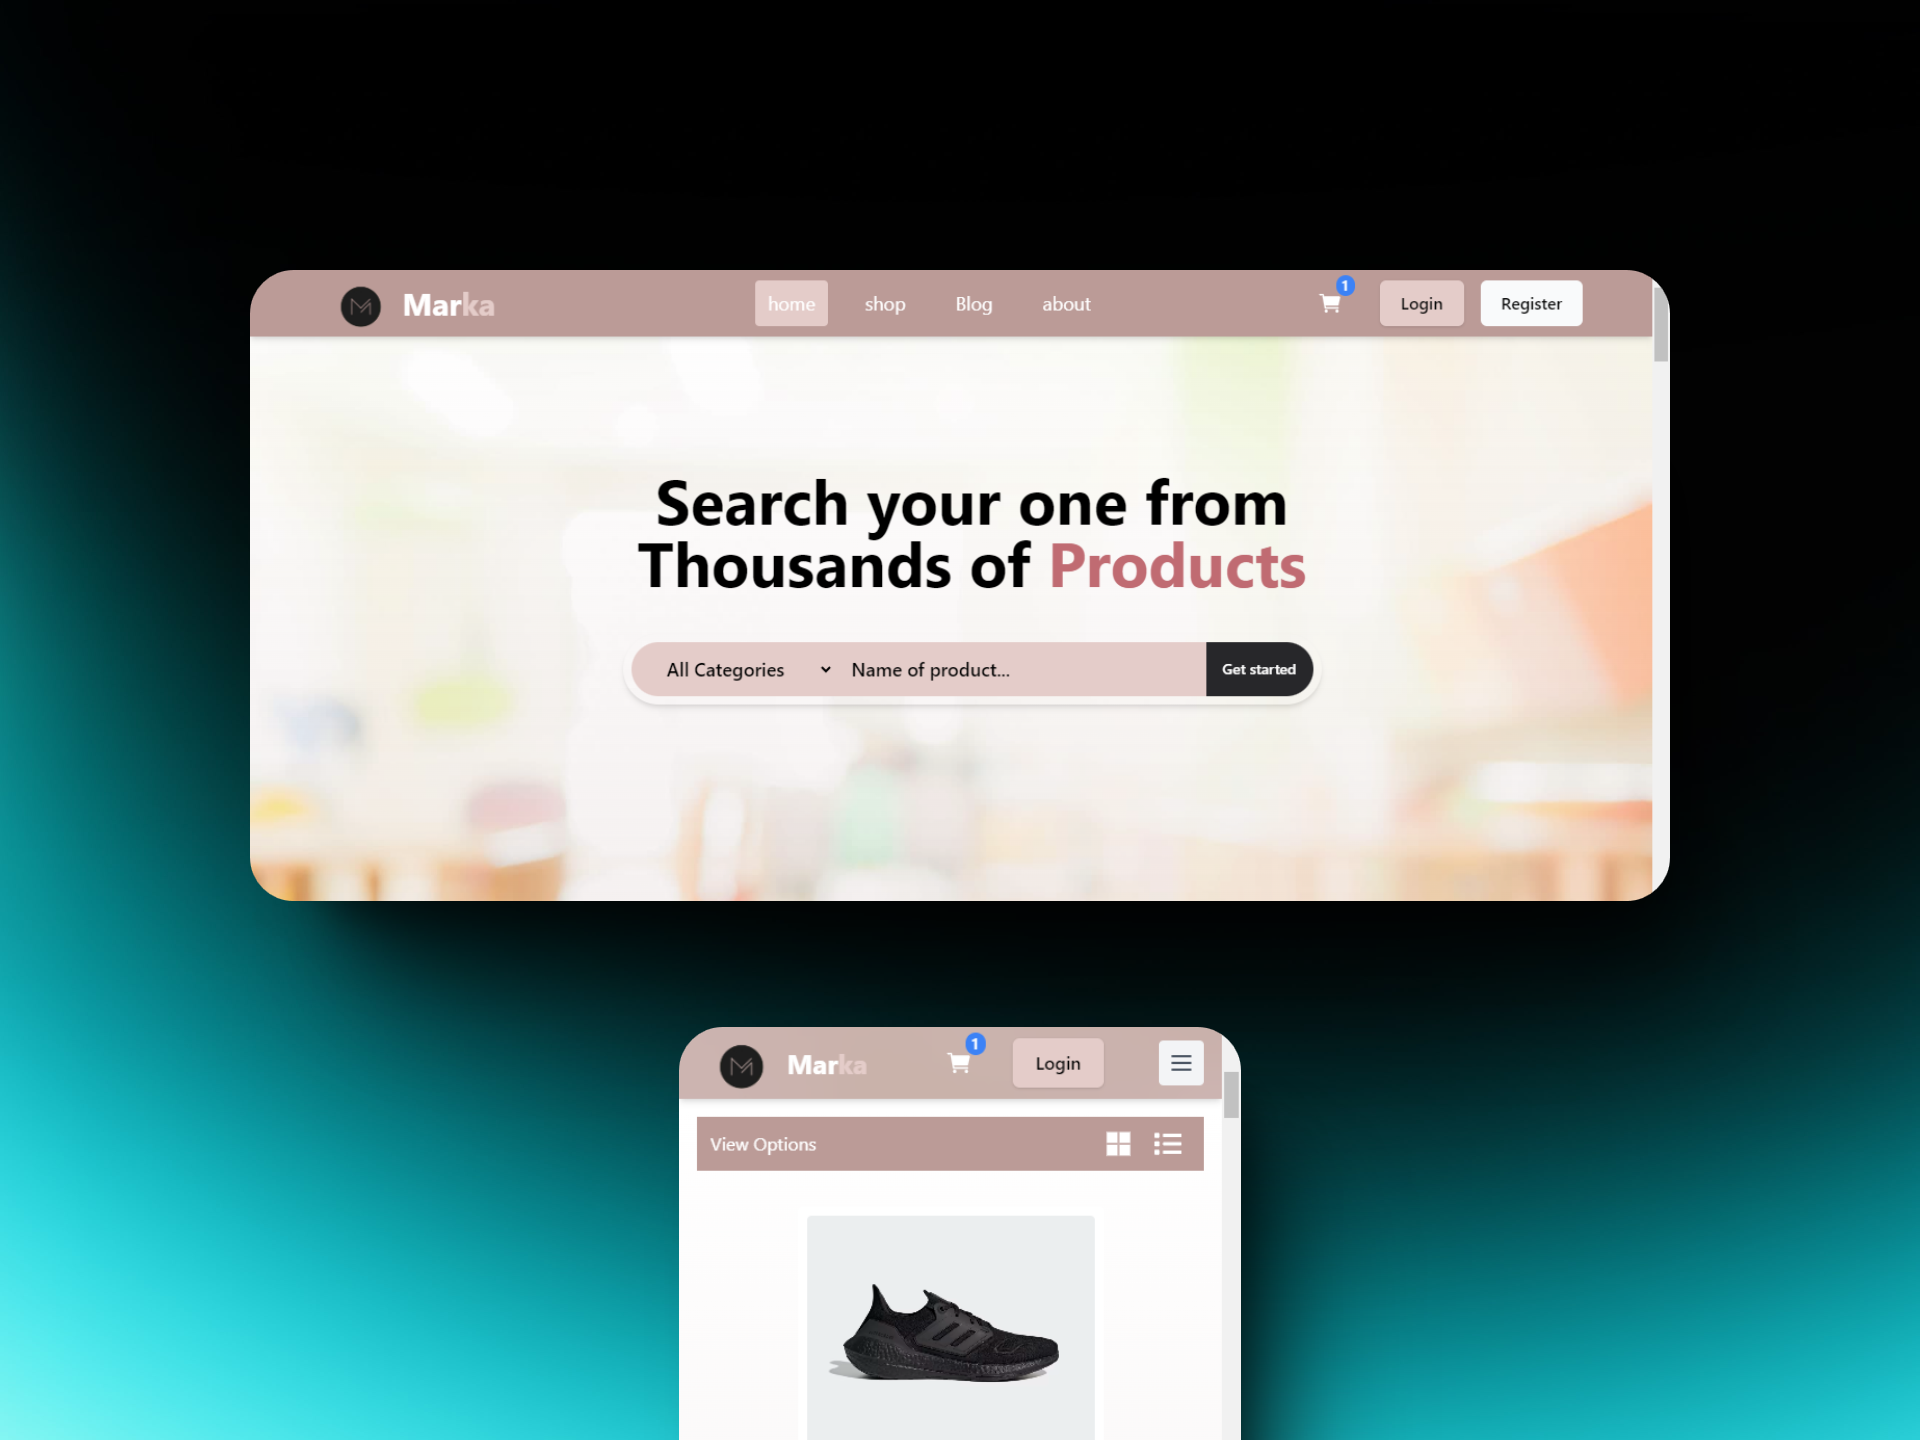 Marka
home shop Blog about
1
Login Register
Search your one from
Thousands of Products
All Categories Name of product... Get started
Marka
1
Login
View Options